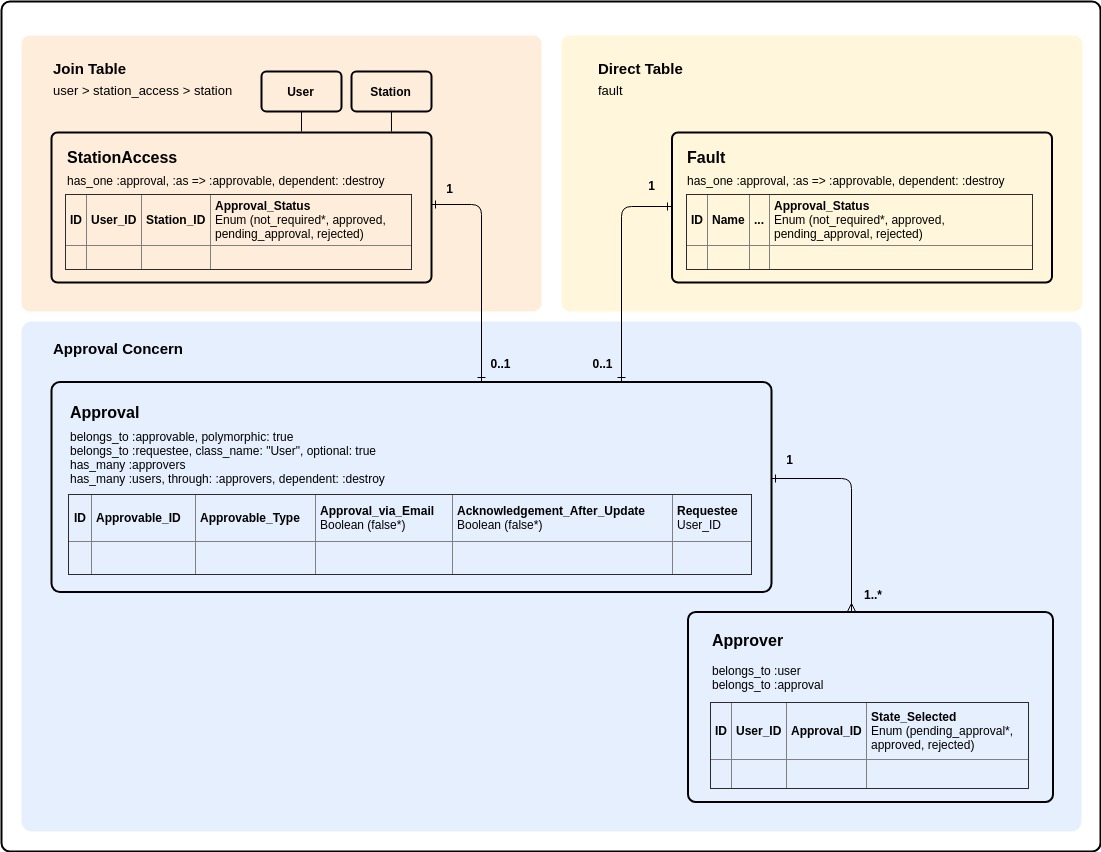 Join Table
user > station_access > station
User
Station
StationAccess
has_one :approval, :as => :approvable, dependent: :destroy
ID
User_ID
Station_ID
Approval_Status
Enum (not_required*, approved,
pending_approval, rejected)
1
Direct Table
fault
Fault
has_one :approval, :as => :approvable, dependent: :destroy
ID
Name
...
Approval_Status
Enum (not_required*, approved,
pending_approval, rejected)
1
Approval Concern
0..1
0..1
Approval
belongs_to :approvable, polymorphic: true
belongs_to :requestee, class_name: "User", optional: true
has_many :approvers
has_many :users, through: :approvers, dependent: :destroy
ID
Approvable_ID
Approvable_Type
Approval_via_Email
Boolean (false*)
Acknowledgement_After_Update
Boolean (false*)
Requestee
User_ID
1
1..*
Approver
belongs_to :user
belongs_to :approval
ID
User_ID
Approval_ID
State_Selected
Enum (pending_approval*,
approved, rejected)